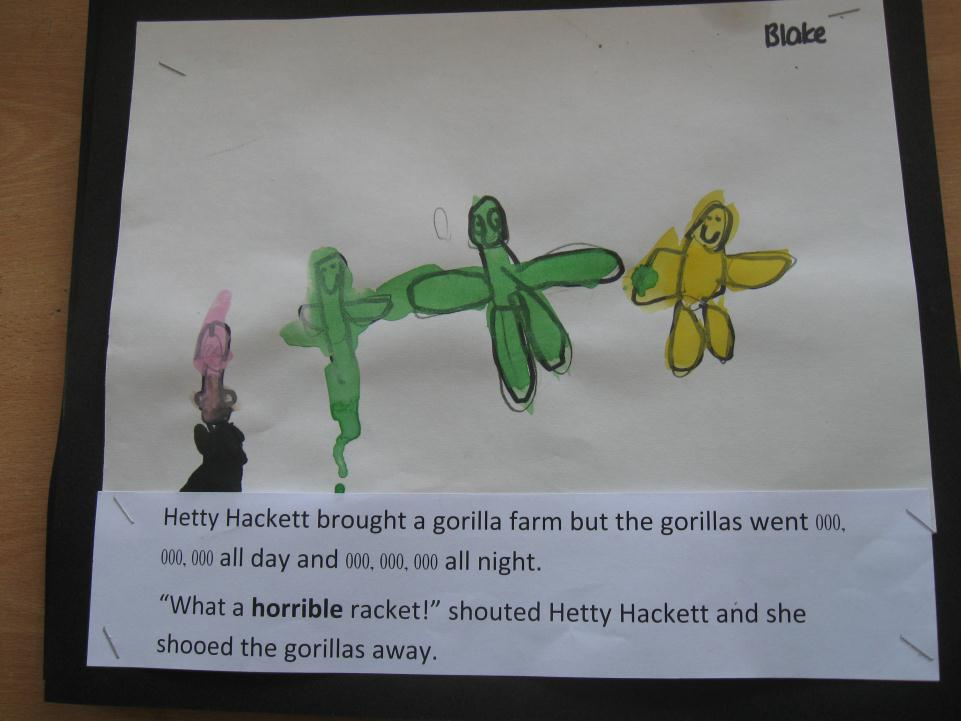 Blake
Hetty Hackett brought a gorilla farm but the gorillas went ooo,
ooo, ooo all day and ooo, ooo, ooo all night.
“What a horrible racket!” shouted Hetty Hackett and she
shooed the gorillas away.